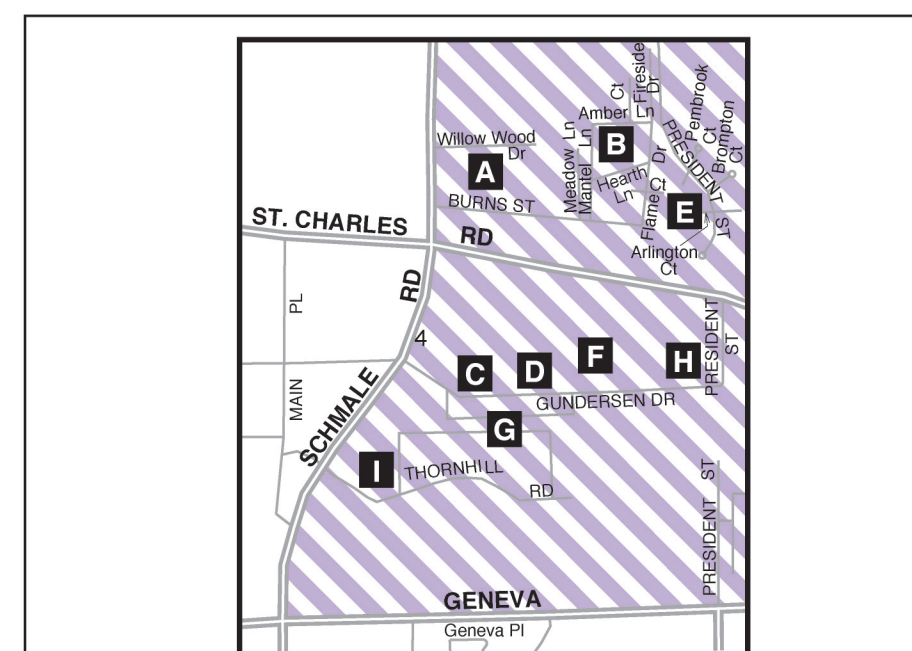 Fireside
Dr
Ct
Amber
Ln
Pembrook
Ct
Brompton
Ct
PRESIDENT
ST
Willow Wood
Dr
A
B
Meadow Ln
Mantel Ln
Dr
Hearth
Ln
Ct
Flame
E
BURNS ST
ST. CHARLES
RD
Arlington
Ct
RD
PL
4
PRESIDENT
ST
C
D
F
H
MAIN
SCHMALE
GUNDERSEN DR
G
I
THORNHILL
RD
PRESIDENT ST
GENEVA
Geneva Pl